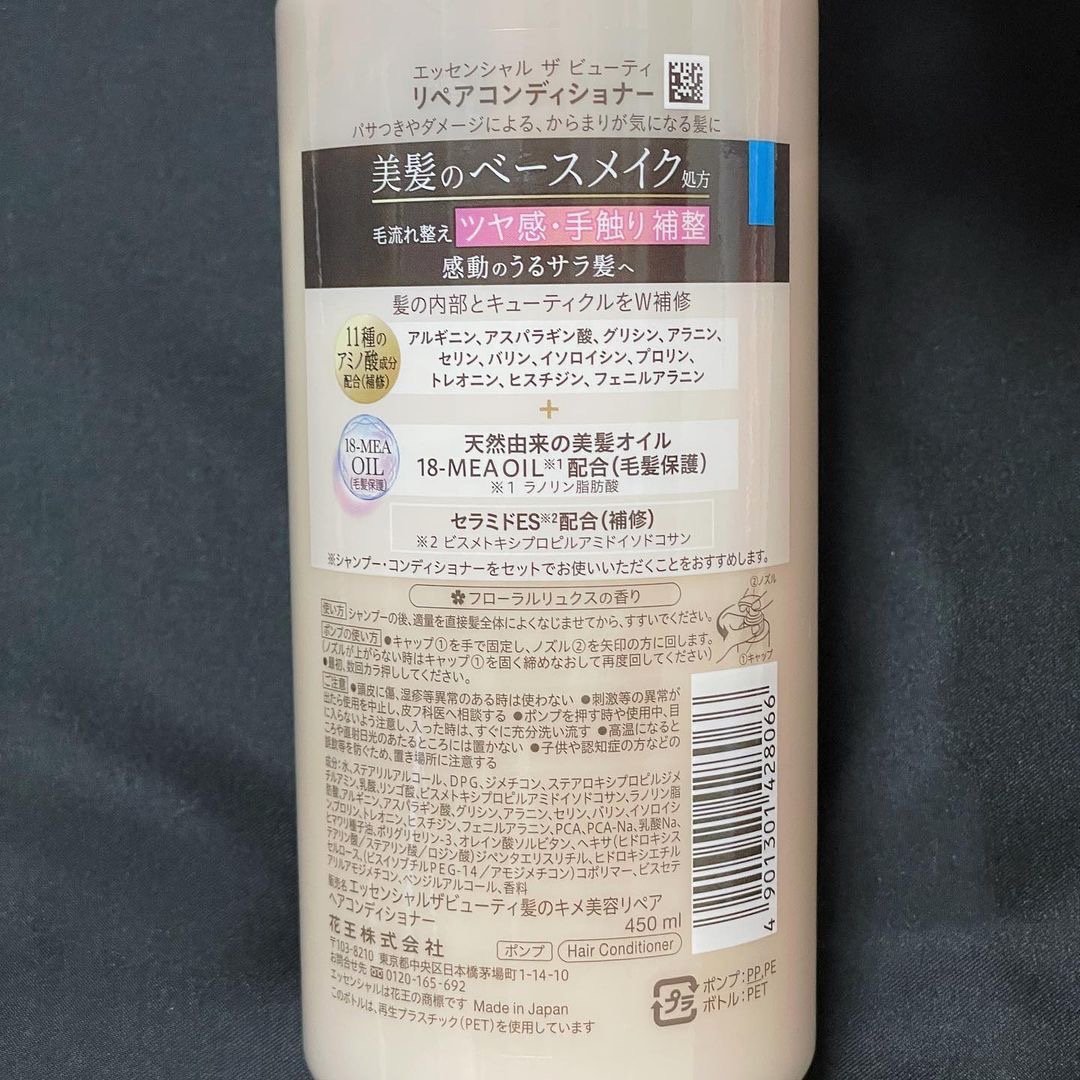 エッセンシャル ザ ビューティ
リペアコンディショナー
パサつきやダメージによる、からまりが気になる髪に
美髪のベースメイク処方
毛流れ整え ツヤ感・手触り補整
感動のうるサラ髪へ
髪の内部とキューティクルをW補修
11種の
アミノ酸成分
配合(補修)
アルギニン、アスパラギン酸、グリシン、アラニン、
セリン、バリン、イソロイシン、プロリン、
トレオニン、ヒスチジン、フェニルアラニン
+
18-MEA
OIL
(毛髪保護)
天然由来の美髪オイル
18-MEA OIL※1 配合(毛髪保護)
※1 ラノリン脂肪酸
セラミドES※2配合(補修)
※2 ビスメトキシプロピルアミドイソドコサン
※シャンプー・コンディショナーをセットでお使いいただくことをおすすめします。
フローラルリュクスの香り
②ノズル
①キャップ
使い方 シャンプーの後、適量を直接髪全体によくなじませてから、すすいでください。
ポンプの使い方 ●キャップ①を手で固定し、ノズル②を矢印の方に回します。
(ノズルが上がらない時はキャップ①を固く締めなおして再度回してください)
●最初、数回カラ押ししてください。
ご注意 ●頭皮に傷、湿疹等異常のある時は使わない ●刺激等の異常が
出たら使用を中止し、皮フ科医へ相談する ●ポンプを押す時や使用中、目
に入らないよう注意し、入った時は、すぐに充分洗い流す ●高温になると
ころや直射日光のあたるところには置かない ●子供や認知症の方などの
誤飲等を防ぐため、置き場所に注意する
成分:水、ステアリルアルコール、DPG、ジメチコン、ステアロキシプロピルジメ
チルアミン、乳酸、リンゴ酸、ビスメトキシプロピルアミドイソドコサン、ラノリン脂
肪酸、アルギニン、アスパラギン酸、グリシン、アラニン、セリン、バリン、イソロイシ
ン、プロリン、トレオニン、ヒスチジン、フェニルアラニン、PCA、PCA-Na、乳酸Na、
ヒマワリ種子油、ポリグリセリン-3、オレイン酸ソルビタン、ヘキサ(ヒドロキシス
テアリン酸/ステアリン酸/ロジン酸)ジペンタエリスリチル、ヒドロキシエチル
セルロース、(ビスイソブチルPEG-14/アモジメチコン)コポリマー、ビスセテ
アリルアモジメチコン、ベンジルアルコール、香料
販売名 エッセンシャルザビューティ髪のキメ美容リペア
ヘアコンディショナー
450 ml
花王株式会社
ポンプ Hair Conditioner
〒103-8210 東京都中央区日本橋茅場町1-14-10
お問合せ先 0120-165-692
エッセンシャルは花王の商標です Made in Japan
このボトルは、再生プラスチック(PET)を使用しています
4 901301 428066
プラ
ポンプ:PP,PE
ボトル:PET